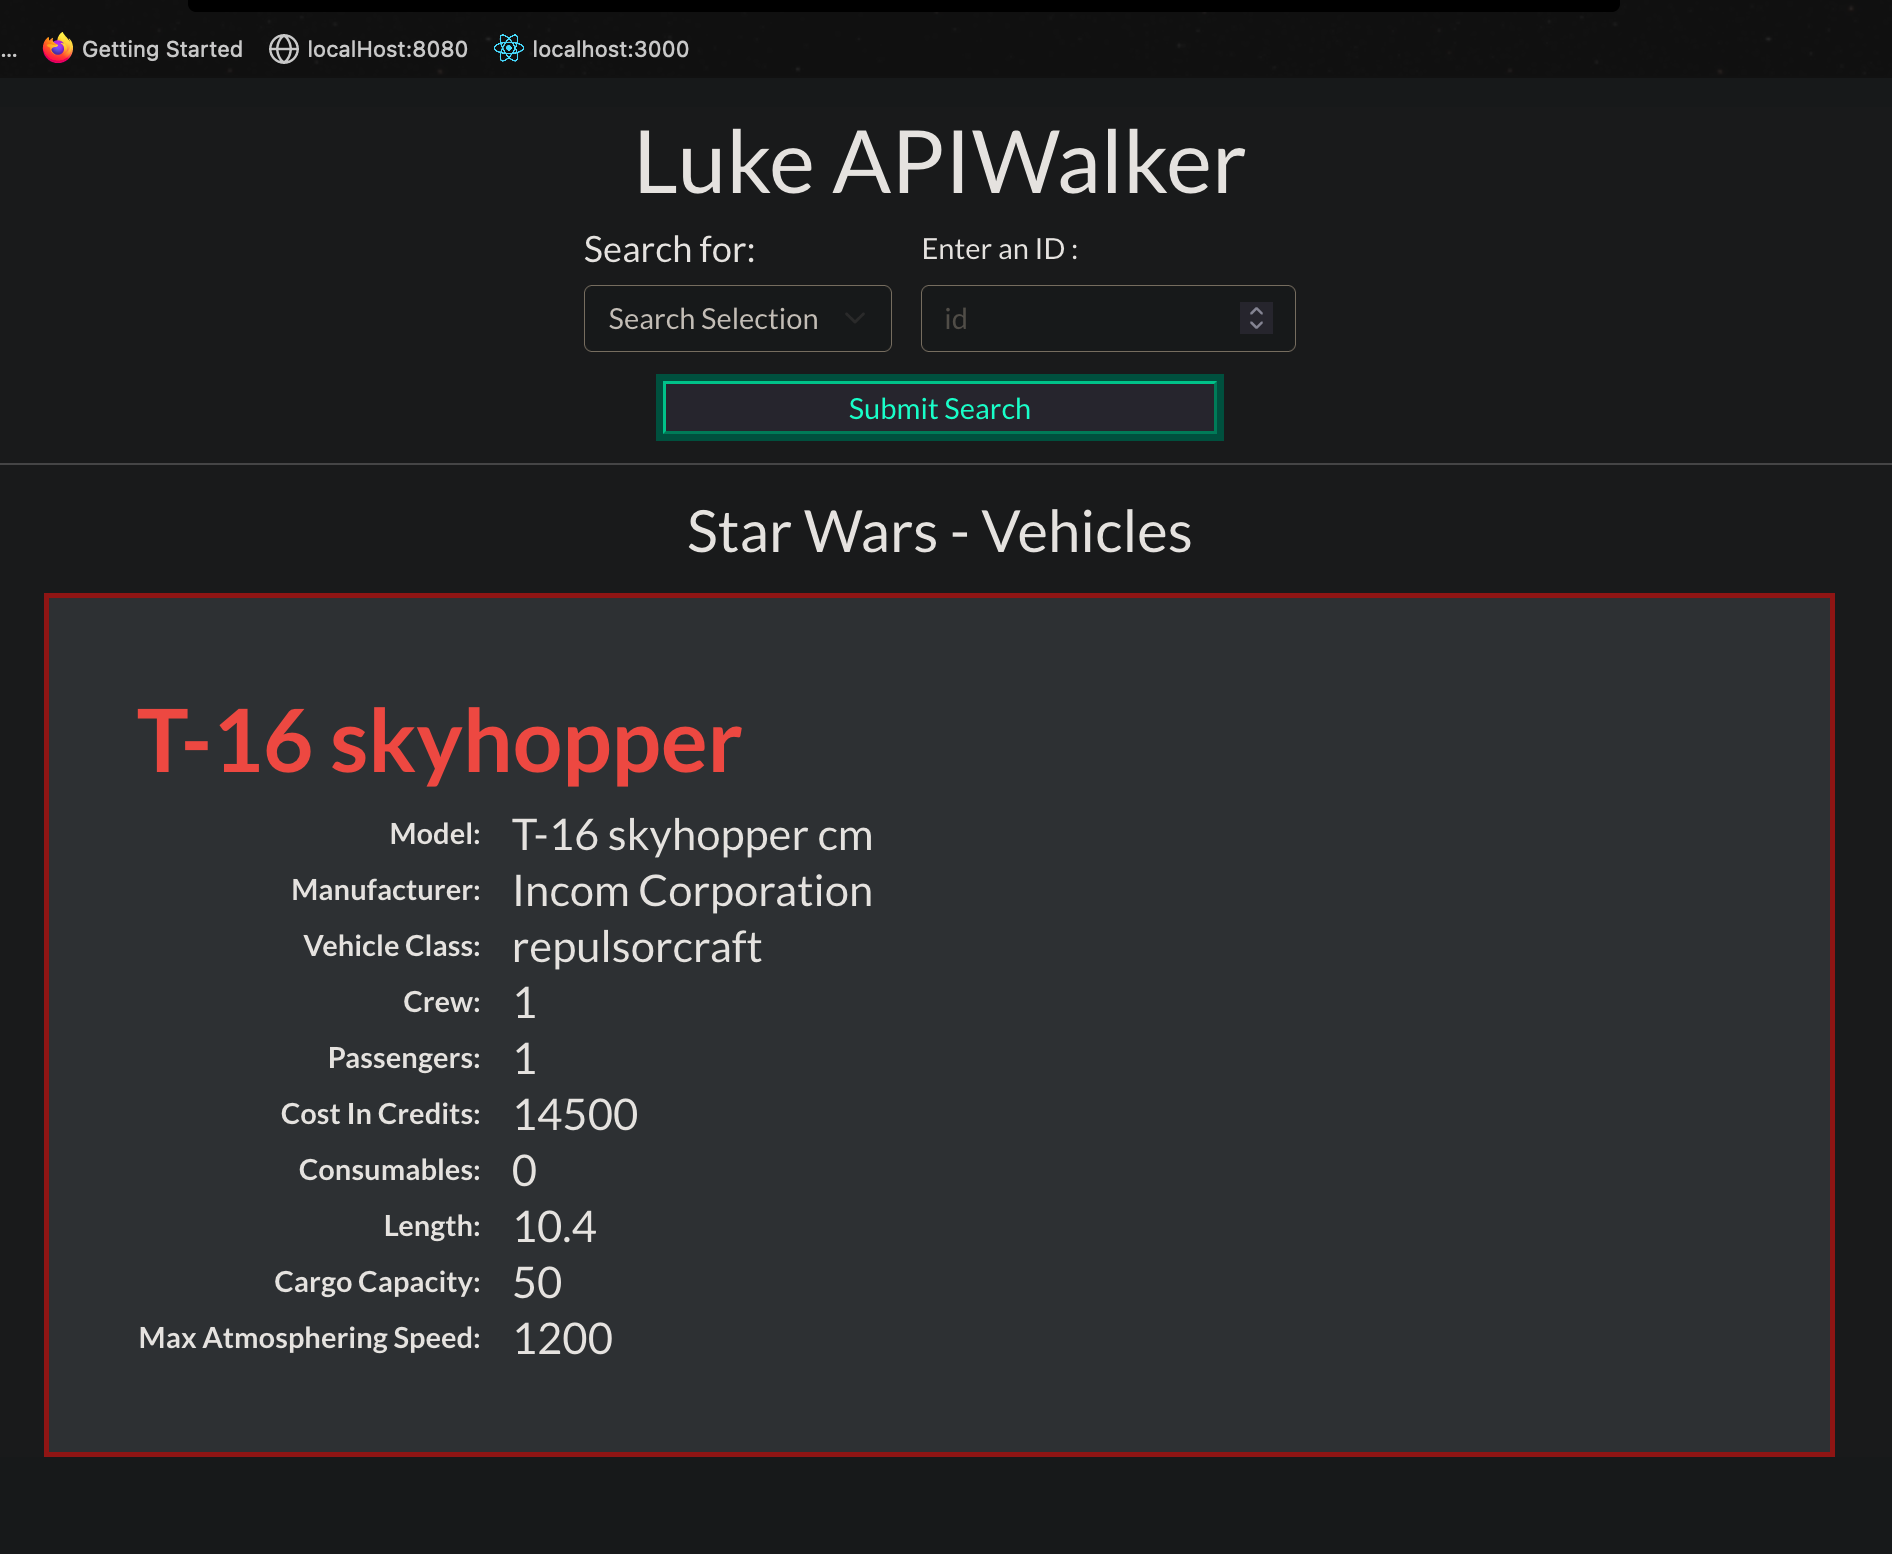 ... Getting Started localHost:8080 localhost:3000
Luke APIWalker
Search for: Enter an ID :
Search Selection id
Submit Search
Star Wars - Vehicles
T-16 skyhopper
Model: T-16 skyhopper cm
Manufacturer: Incom Corporation
Vehicle Class: repulsorcraft
Crew: 1
Passengers: 1
Cost In Credits: 14500
Consumables: 0
Length: 10.4
Cargo Capacity: 50
Max Atmosphering Speed: 1200